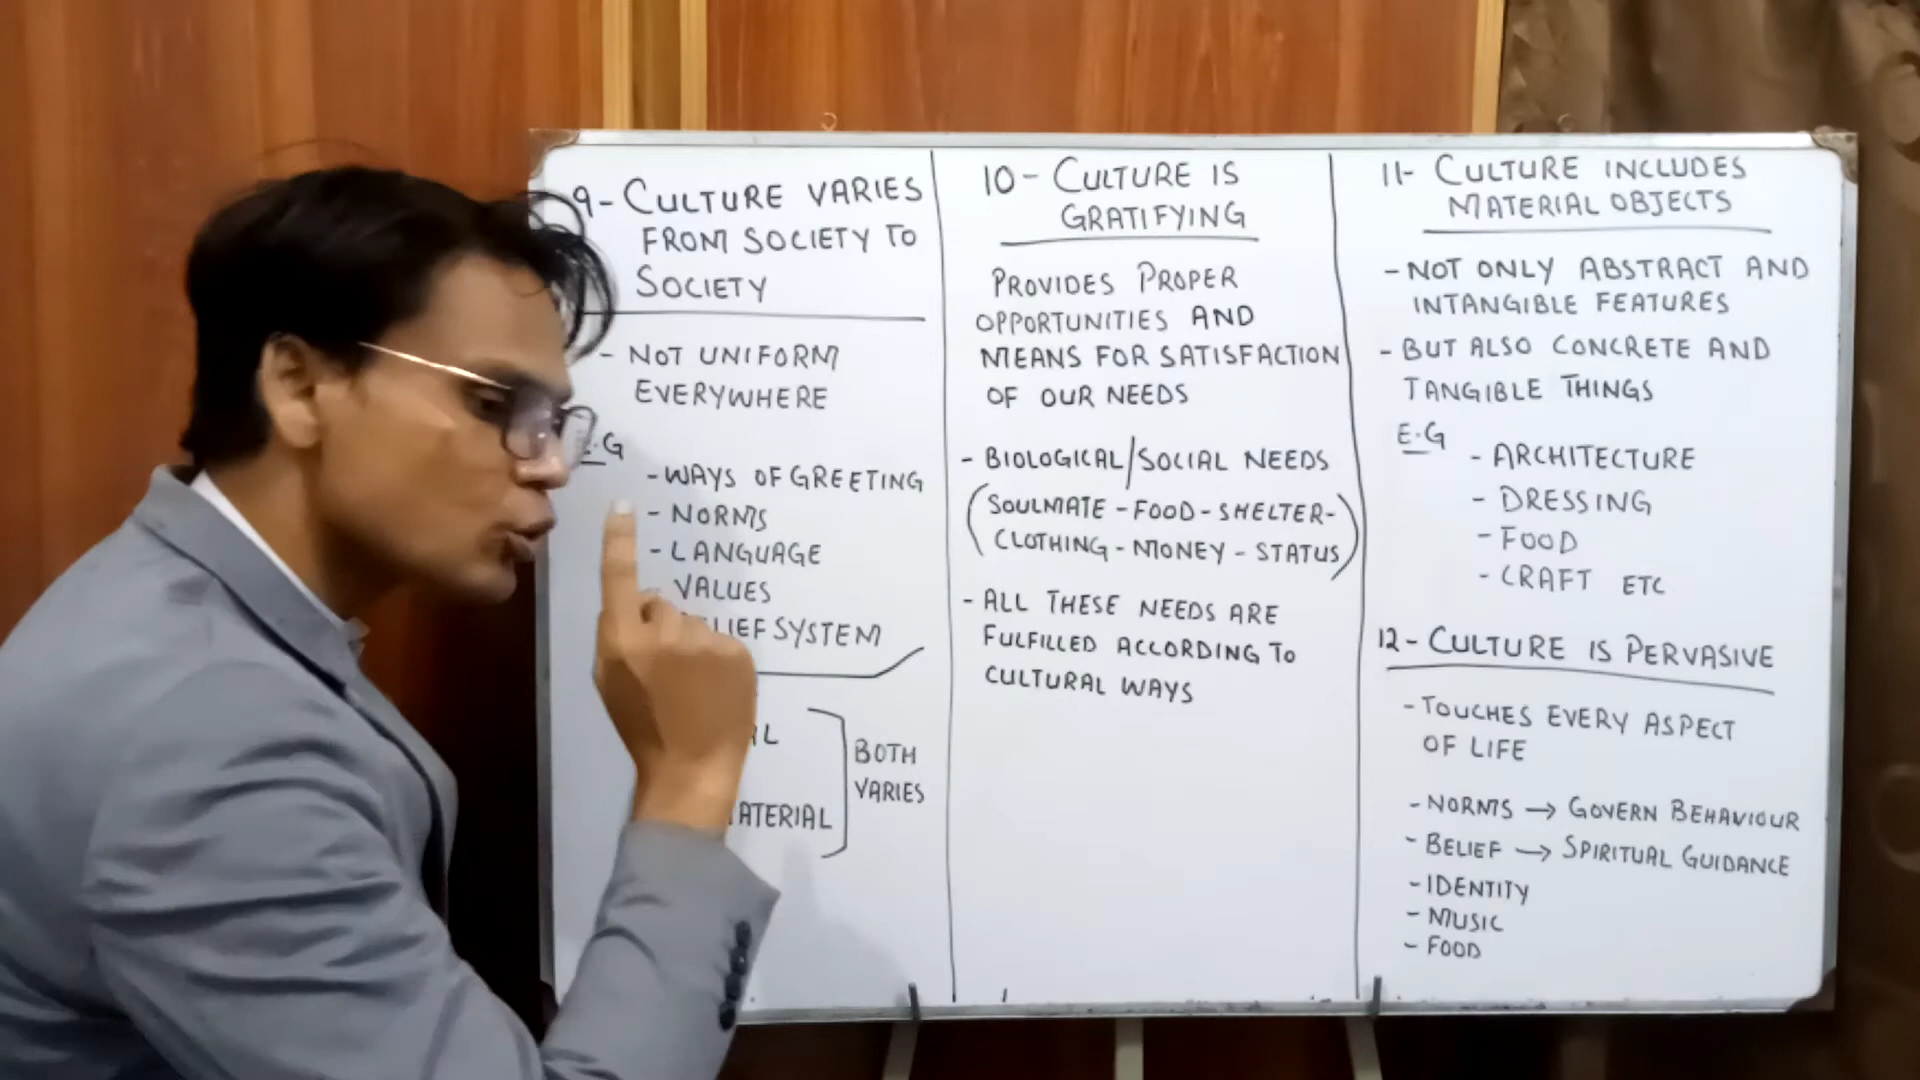 9- CULTURE VARIES
FROM SOCIETY TO
SOCIETY
- NOT UNIFORM
EVERYWHERE
E.G
- WAYS OF GREETING
- NORMS
- LANGUAGE
- VALUES
SYSTEM
BOTH
VARIES
10- CULTURE IS
GRATIFYING
PROVIDES PROPER
OPPORTUNITIES AND
MEANS FOR SATISFACTION
OF OUR NEEDS
- BIOLOGICAL/SOCIAL NEEDS
(SOULMATE - FOOD - SHELTER-
CLOTHING - MONEY - STATUS)
- ALL THESE NEEDS ARE
FULFILLED ACCORDING TO
CULTURAL WAYS
11- CULTURE INCLUDES
MATERIAL OBJECTS
- NOT ONLY ABSTRACT AND
INTANGIBLE FEATURES
- BUT ALSO CONCRETE AND
TANGIBLE THINGS
E.G
- ARCHITECTURE
- DRESSING
- FOOD
- CRAFT ETC
12- CULTURE IS PERVASIVE
- TOUCHES EVERY ASPECT
OF LIFE
- NORMS → GOVERN BEHAVIOUR
- BELIEF → SPIRITUAL GUIDANCE
- IDENTITY
- MUSIC
- FOOD